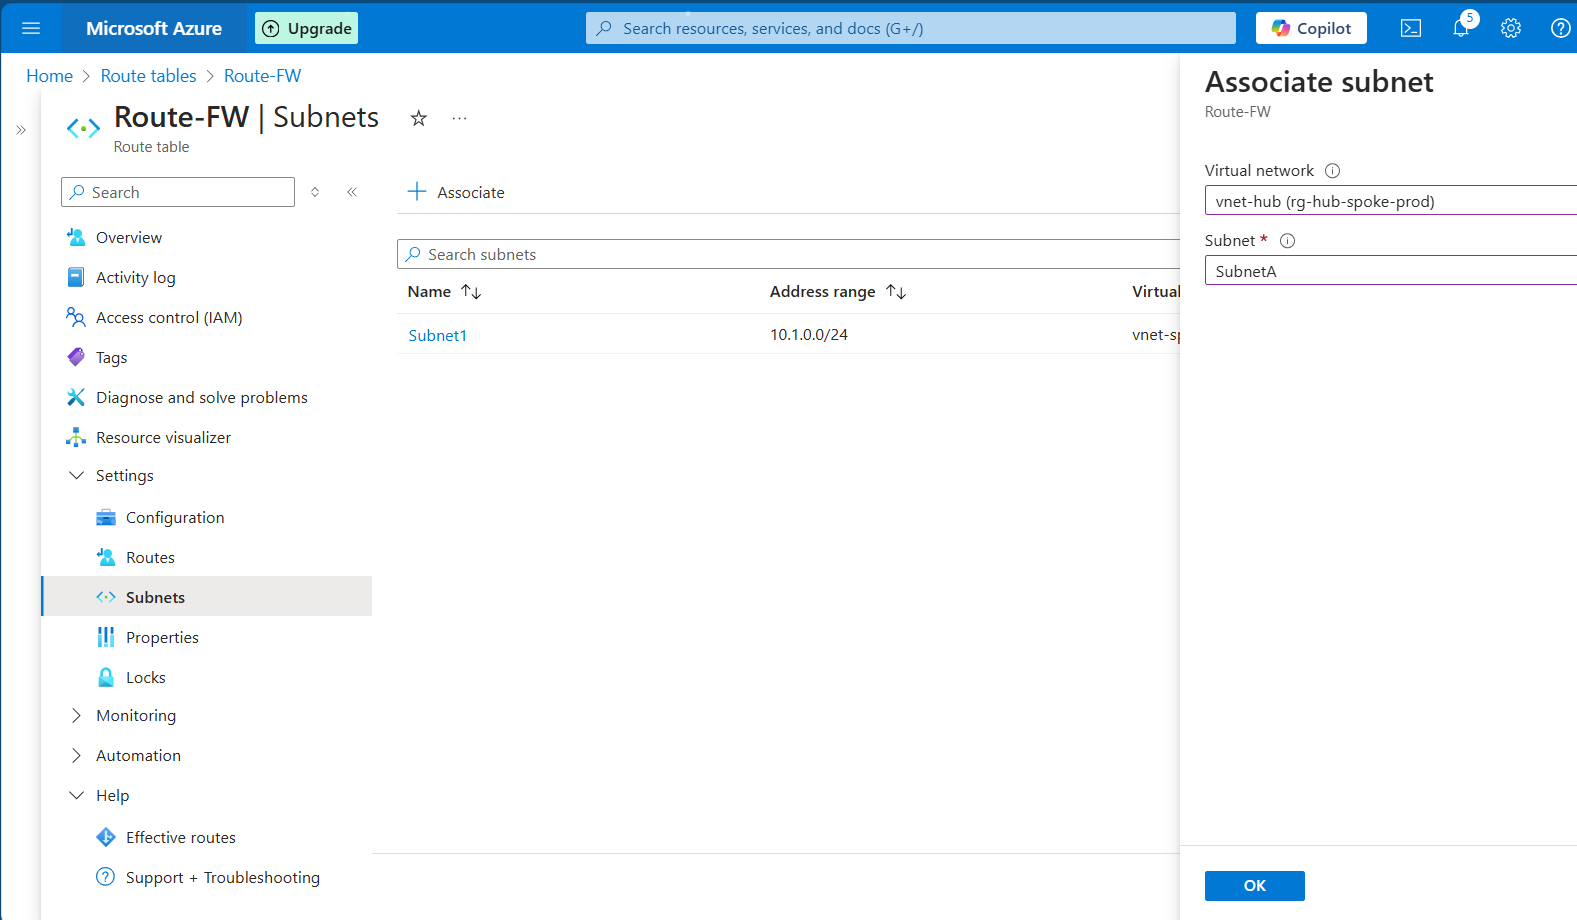 Microsoft Azure
Upgrade
Search resources, services, and docs (G+/)
Copilot
5
Home > Route tables > Route-FW
Route-FW | Subnets
Route table
Search
Overview
Activity log
Access control (IAM)
Tags
Diagnose and solve problems
Resource visualizer
Settings
Configuration
Routes
Subnets
Properties
Locks
Monitoring
Automation
Help
Effective routes
Support + Troubleshooting
Associate
Search subnets
Name Address range Virtual
Subnet1 10.1.0.0/24 vnet-sp
Associate subnet
Route-FW
Virtual network
vnet-hub (rg-hub-spoke-prod)
Subnet *
SubnetA
OK